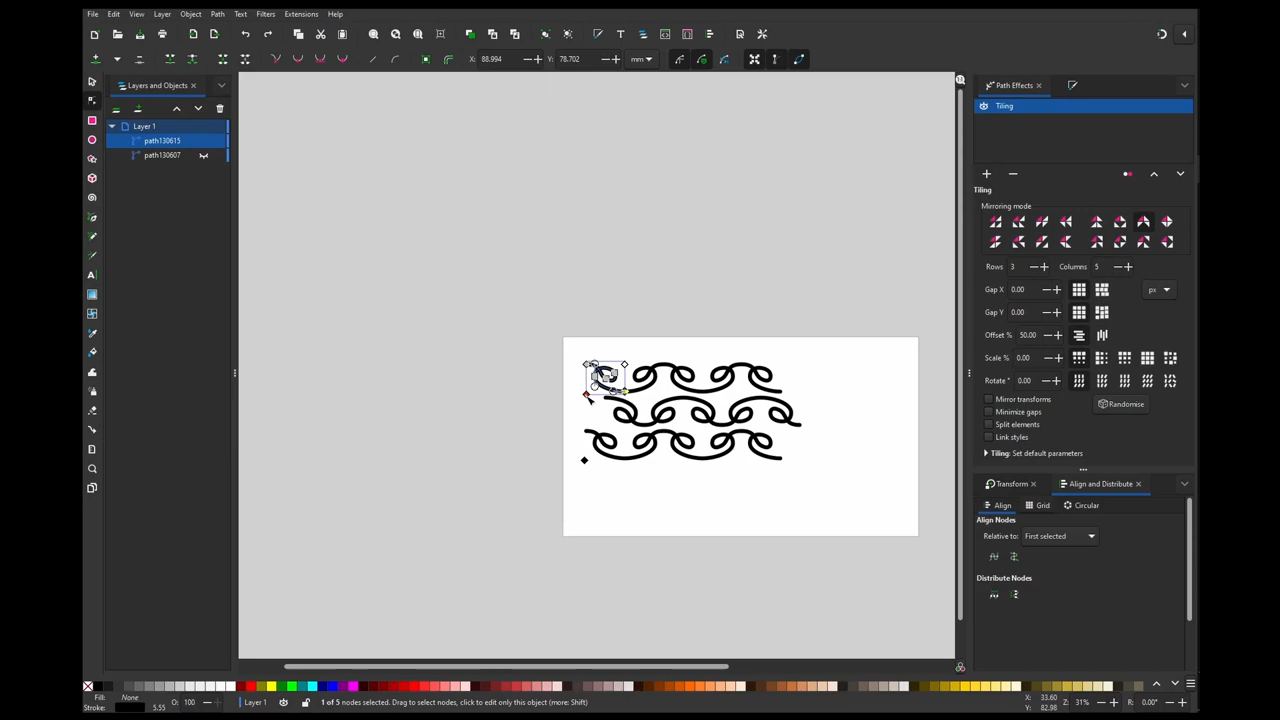 File Edit View Layer Object Path Text Filters Extensions Help
X: 88.994 Y: 78.702 mm
Layers and Objects
Layer 1
path130615
path130607
Path Effects
Tiling
Tiling
Mirroring mode
Rows 3 Columns 5
Gap X 0.00 px
Gap Y 0.00
Offset % 50.00
Scale % 0.00
Rotate ° 0.00
Mirror transforms
Minimize gaps
Split elements
Link styles
Randomise
Tiling: Set default parameters
Transform Align and Distribute
Align Grid Circular
Align Nodes
Relative to: First selected
Distribute Nodes
Fill: None
Stroke: 5.55
O: 100
Layer 1
1 of 5 nodes selected. Drag to select nodes, click to edit only this object (more: Shift)
X: 33.60
Y: 82.98
Z: 31% R: 0.00°